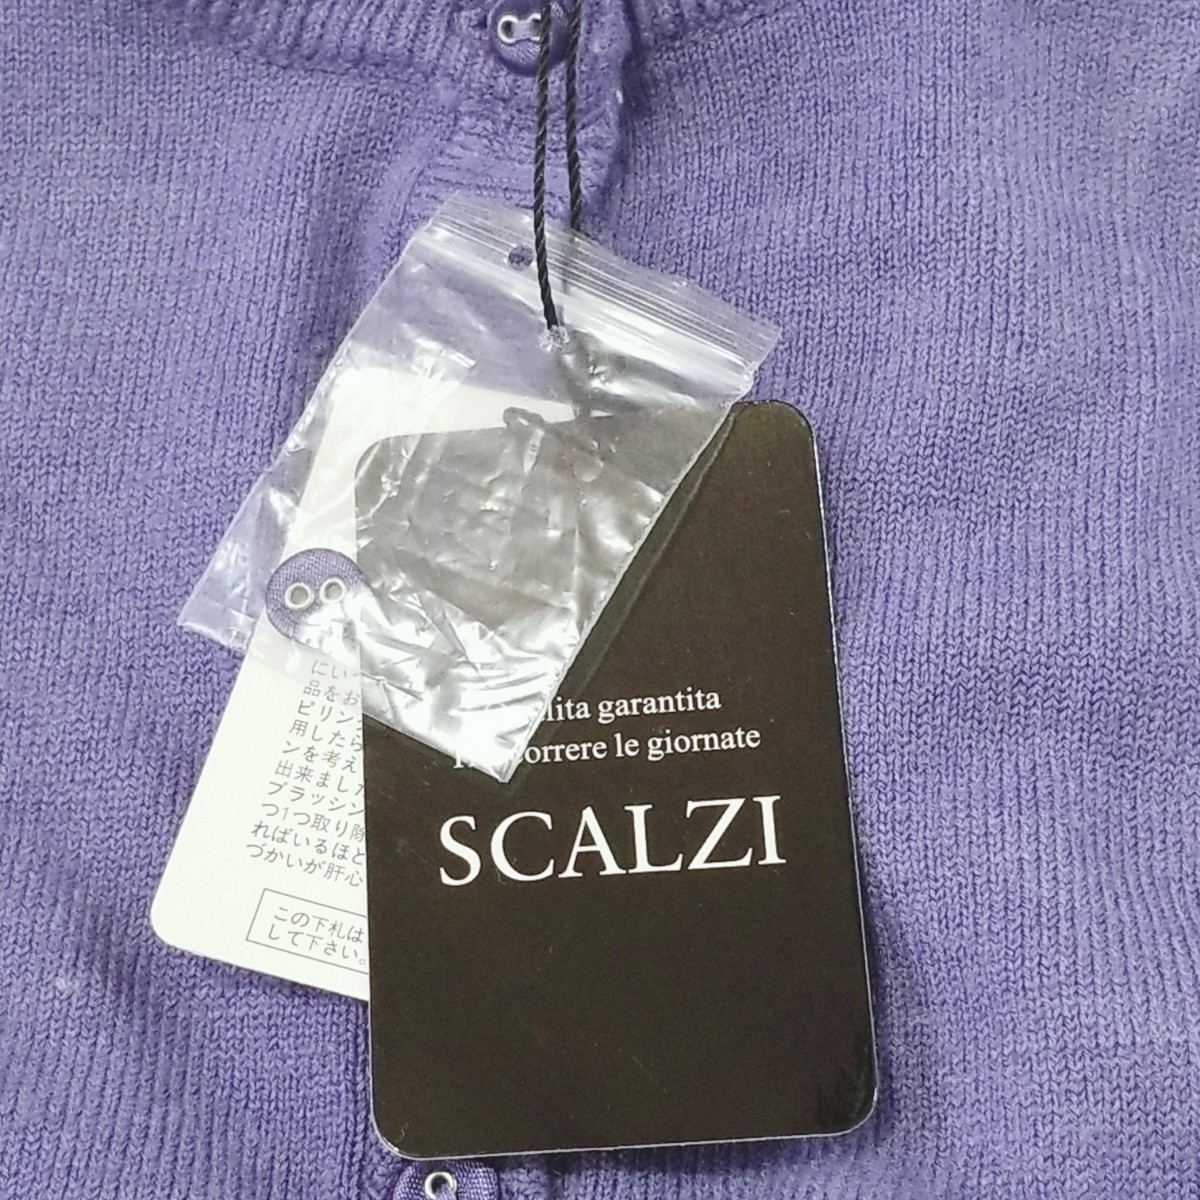 にい
品をお
ピリン
用したら
ンを考え
出来まし
ブラッシン
つ1つ取り除
ればいるほど
づかいが肝心
この下札は
して下さい。
garantita
le giornate
SCALZI